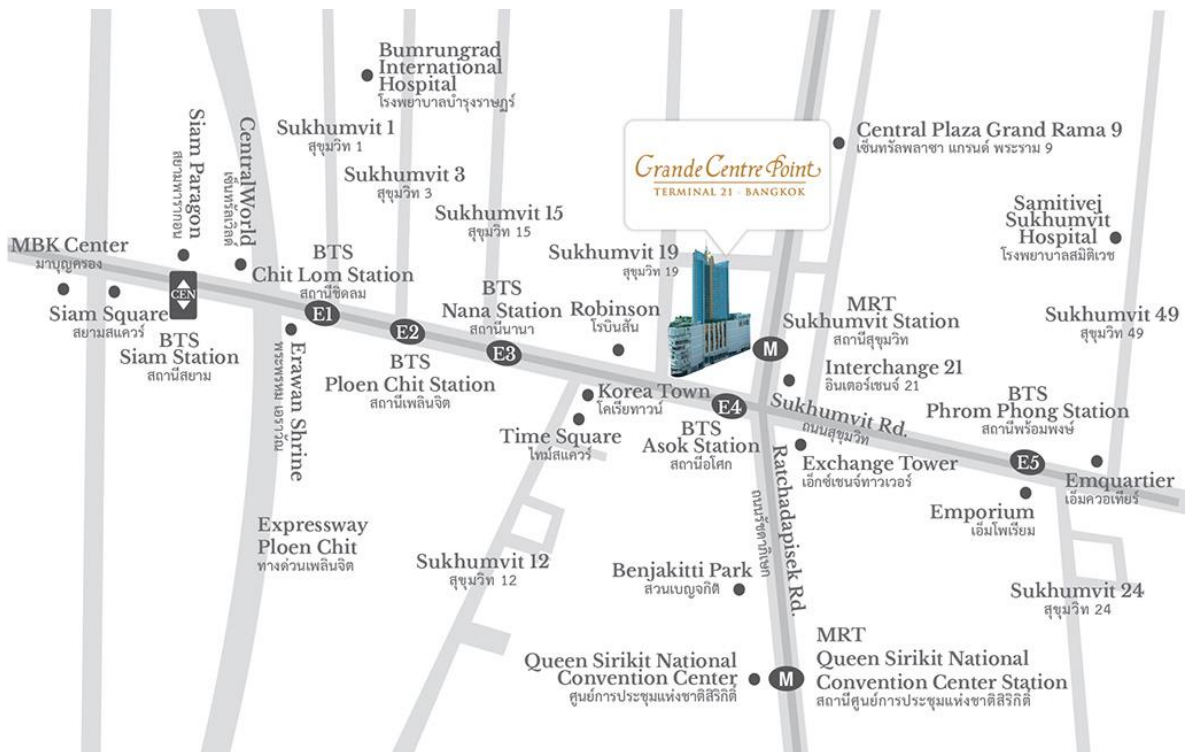 Bumrungrad
International
Hospital
โรงพยาบาลบำรุงราษฎร์
Sukhumvit 1
สุขุมวิท 1
Sukhumvit 3
สุขุมวิท 3
Sukhumvit 15
สุขุมวิท 15
Sukhumvit 19
สุขุมวิท 19
Grande Centre Point
TERMINAL 21 - BANGKOK
Central Plaza Grand Rama 9
เซ็นทรัลพลาซา แกรนด์ พระราม 9
Samitivej
Sukhumvit
Hospital
โรงพยาบาลสมิติเวช
Siam Paragon
สยามพารากอน
CentralWorld
เซ็นทรัลเวิลด์
MBK Center
มาบุญครอง
Siam Square
สยามสแควร์
CEN
BTS
Siam Station
สถานีสยาม
BTS
Chit Lom Station
สถานีชิดลม
E1
Erawan Shrine
พระพรหม เอราวัณ
E2
BTS
Ploen Chit Station
สถานีเพลินจิต
BTS
Nana Station
สถานีนานา
E3
Robinson
โรบินสัน
Korea Town
โคเรียทาวน์
Time Square
ไทม์สแควร์
E4
BTS
Asok Station
สถานีอโศก
M
MRT
Sukhumvit Station
สถานีสุขุมวิท
Interchange 21
อินเตอร์เชนจ์ 21
Sukhumvit Rd.
ถนนสุขุมวิท
Exchange Tower
เอ็กซ์เชนจ์ทาวเวอร์
Sukhumvit 49
สุขุมวิท 49
BTS
Phrom Phong Station
สถานีพร้อมพงษ์
E5
Emquartier
เอ็มควอเทียร์
Emporium
เอ็มโพเรียม
Ratchadapisek Rd.
ถนนรัชดาภิเษก
Expressway
Ploen Chit
ทางด่วนเพลินจิต
Sukhumvit 12
สุขุมวิท 12
Benjakitti Park
สวนเบญจกิติ
Sukhumvit 24
สุขุมวิท 24
Queen Sirikit National
Convention Center
ศูนย์การประชุมแห่งชาติสิริกิติ์
M
MRT
Queen Sirikit National
Convention Center Station
สถานีศูนย์การประชุมแห่งชาติสิริกิติ์